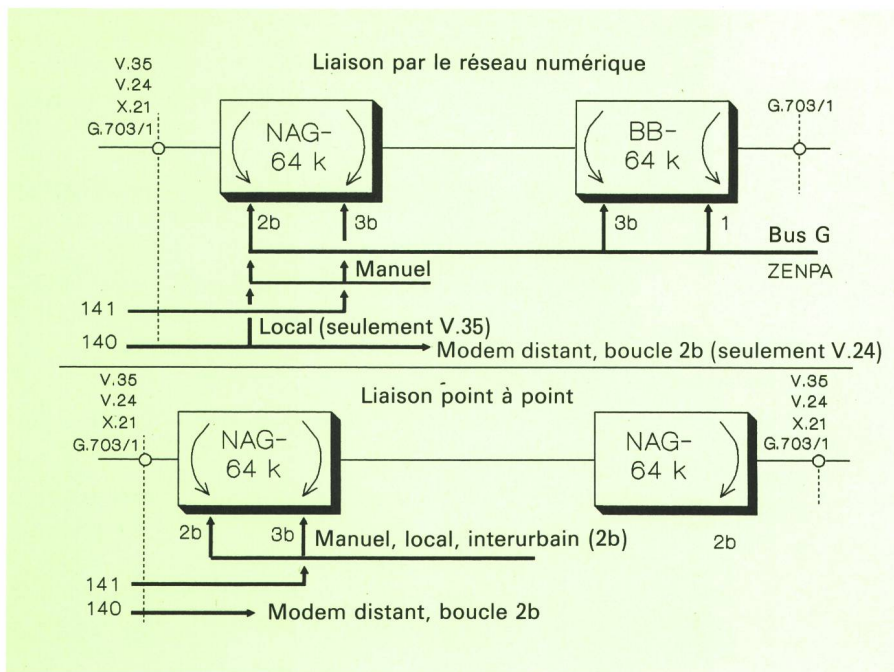 Liaison par le réseau numérique
V.35
V.24
X.21
G.703/1
G.703/1
NAG-
64 k
BB-
64 k
2b
3b
3b
1
Bus G
ZENPA
Manuel
141
Local (seulement V.35)
140
Modem distant, boucle 2b (seulement V.24)
Liaison point à point
V.35
V.24
X.21
G.703/1
V.35
V.24
X.21
G.703/1
NAG-
64 k
NAG-
64 k
2b
3b
Manuel, local, interurbain (2b)
2b
141
140
Modem distant, boucle 2b